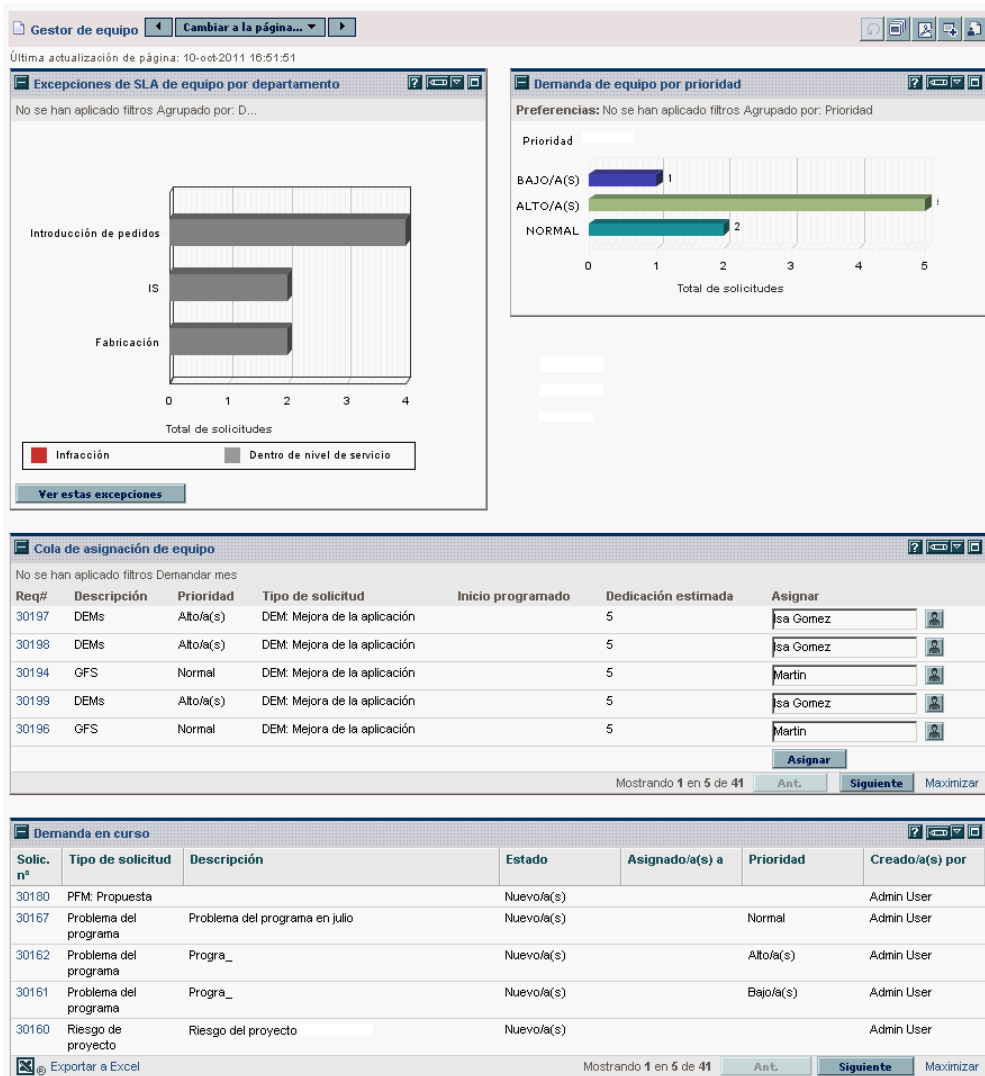 Gestor de equipo Cambiar a la página...
Última actualización de página: 10-oct-2011 16:51:51
Excepciones de SLA de equipo por departamento
No se han aplicado filtros Agrupado por: D...
Introducción de pedidos
IS
Fabricación
0 1 2 3 4
Total de solicitudes
Infracción Dentro de nivel de servicio
Ver estas excepciones
Demanda de equipo por prioridad
Preferencias: No se han aplicado filtros Agrupado por: Prioridad
Prioridad
BAJO/A(S) 1
ALTO/A(S)
NORMAL 2
0 1 2 3 4 5
Total de solicitudes
Cola de asignación de equipo
No se han aplicado filtros Demandar mes
Req# Descripción Prioridad Tipo de solicitud Inicio programado Dedicación estimada Asignar
30197 DEMs Alto/a(s) DEM: Mejora de la aplicación 5 Isa Gomez
30198 DEMs Alto/a(s) DEM: Mejora de la aplicación 5 Isa Gomez
30194 GFS Normal DEM: Mejora de la aplicación 5 Martin
30199 DEMs Alto/a(s) DEM: Mejora de la aplicación 5 Isa Gomez
30196 GFS Normal DEM: Mejora de la aplicación 5 Martin
Asignar
Mostrando 1 en 5 de 41 Ant. Siguiente Maximizar
Demanda en curso
Solic. nº Tipo de solicitud Descripción Estado Asignado/a(s) a Prioridad Creado/a(s) por
30180 PFM: Propuesta Nuevo/a(s) Admin User
30167 Problema del programa Problema del programa en julio Nuevo/a(s) Normal Admin User
30162 Problema del programa Progra_ Nuevo/a(s) Alto/a(s) Admin User
30161 Problema del programa Progra_ Nuevo/a(s) Bajo/a(s) Admin User
30160 Riesgo de proyecto Riesgo del proyecto Nuevo/a(s) Admin User
Exportar a Excel Mostrando 1 en 5 de 41 Ant. Siguiente Maximizar